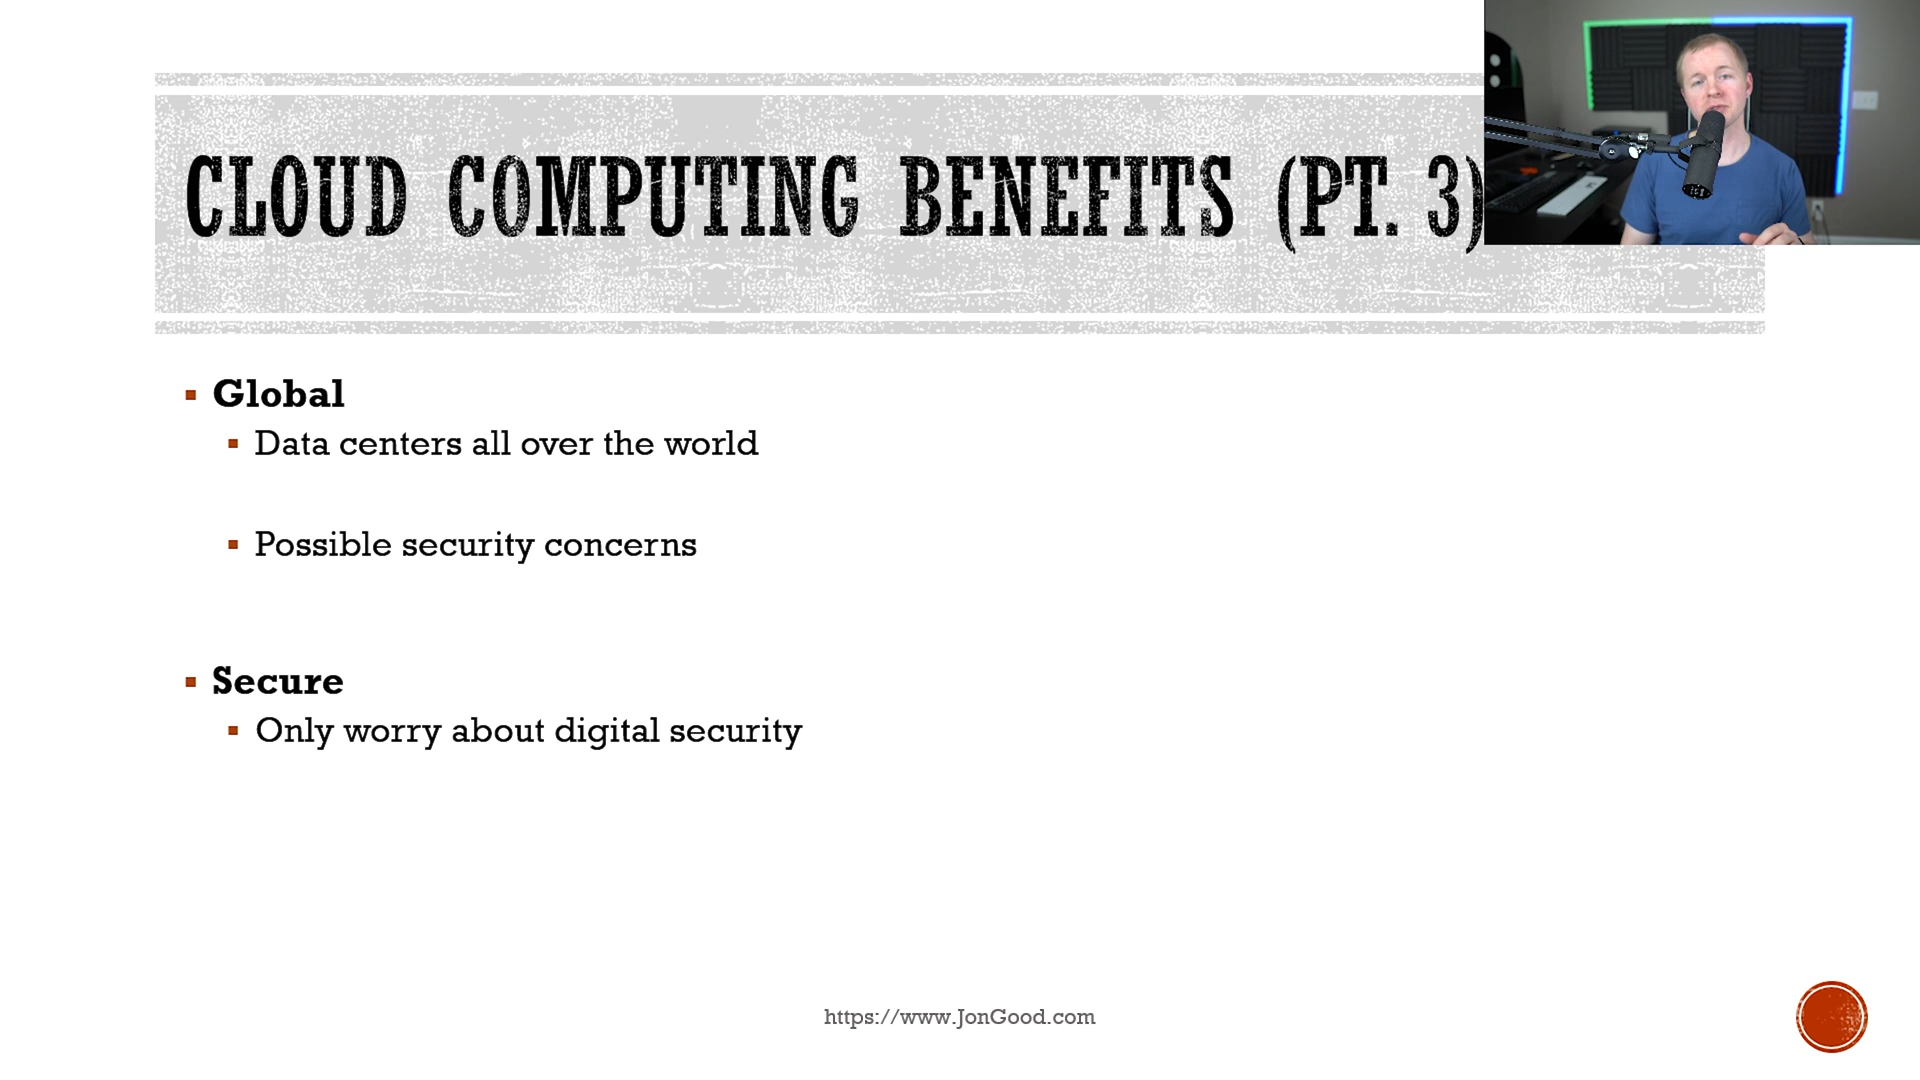 CLOUD COMPUTING BENEFITS (PT. 3)
Global
Data centers all over the world
Possible security concerns
Secure
Only worry about digital security
https://www.JonGood.com